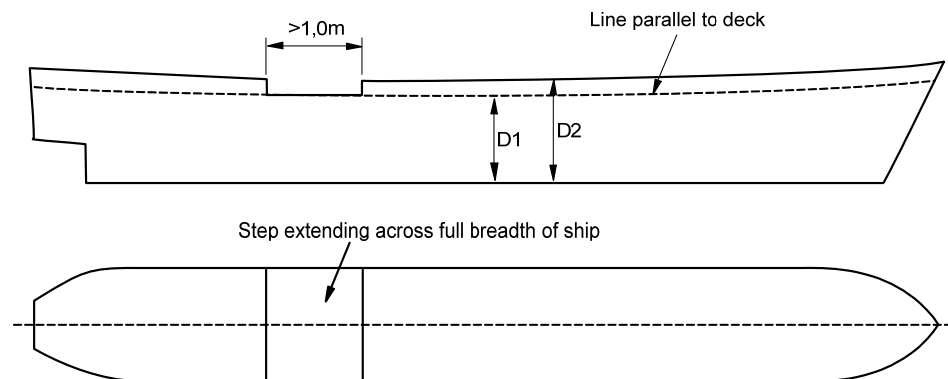 Line parallel to deck
>1,0m
D1
D2
Step extending across full breadth of ship